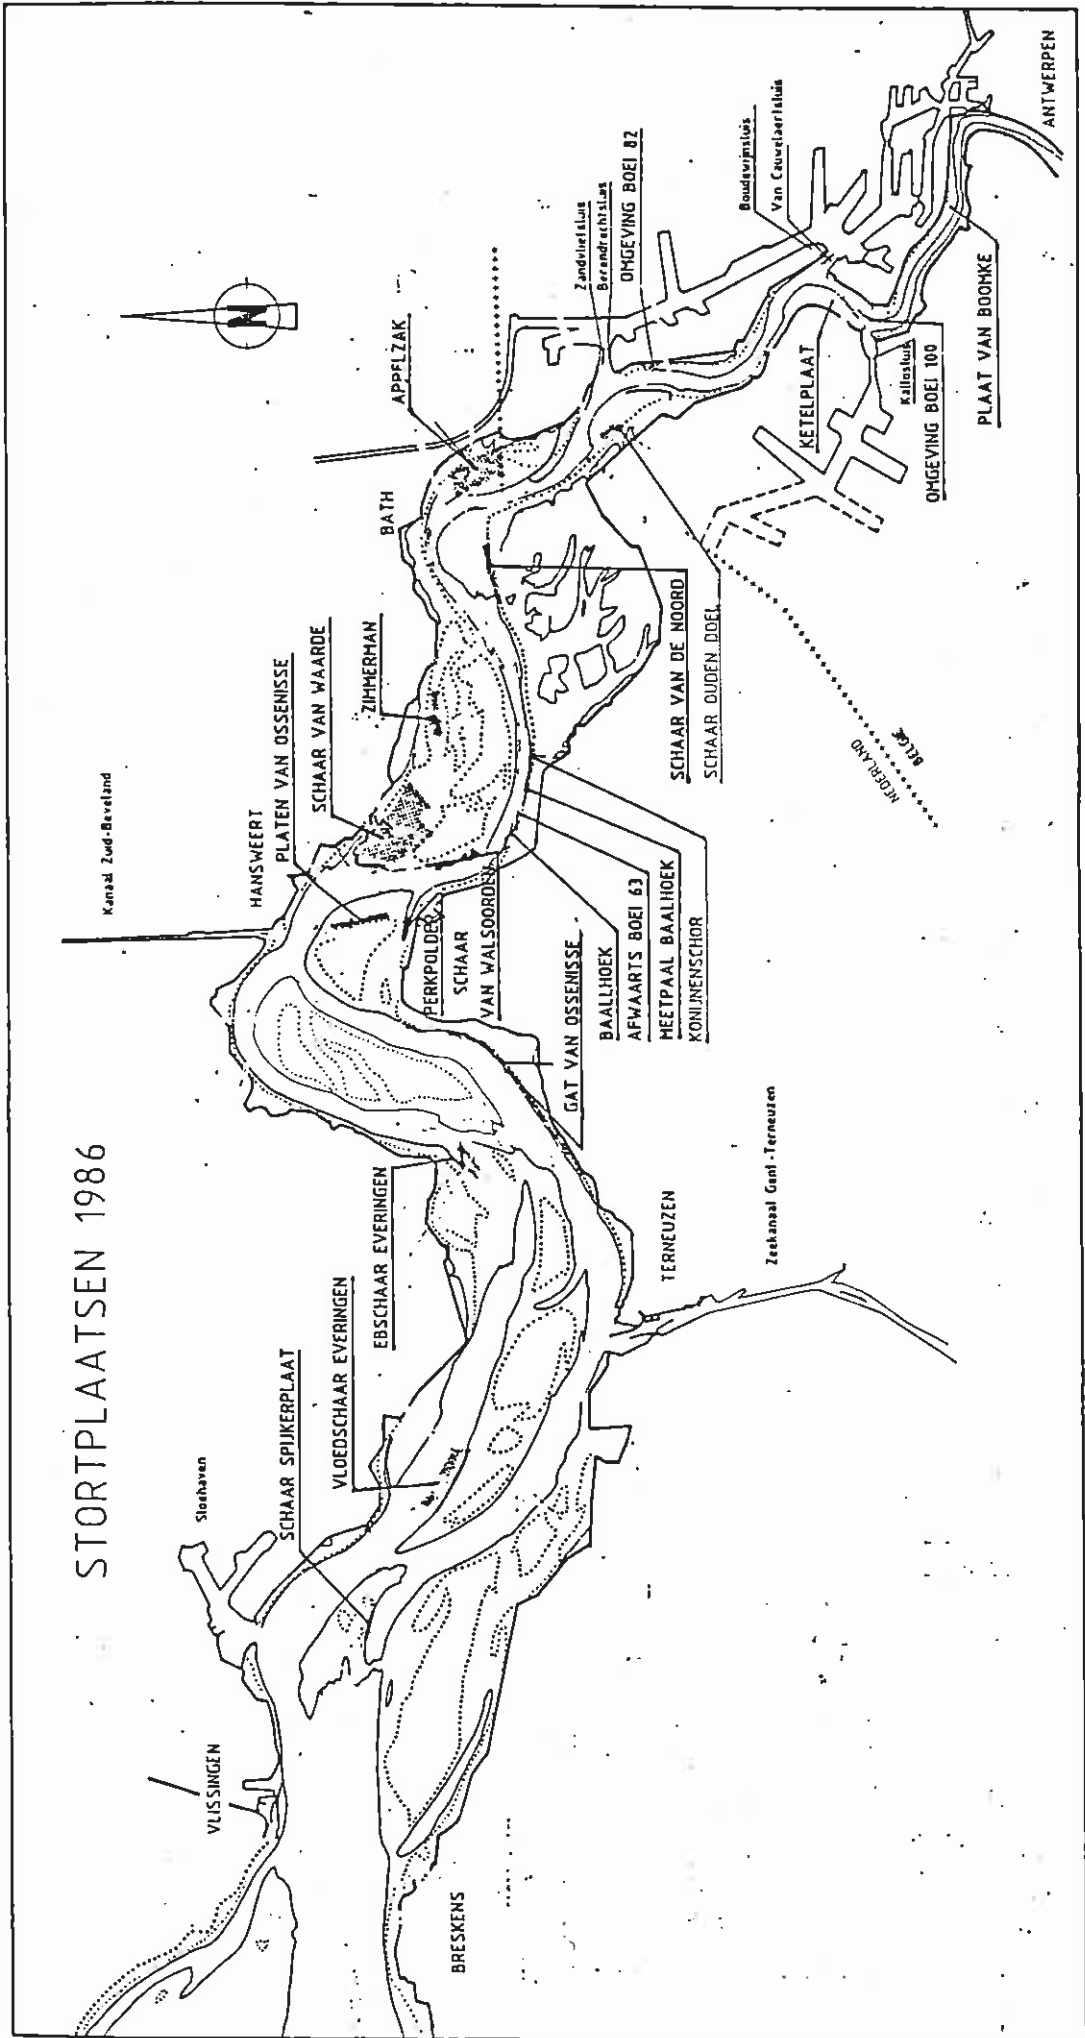 STORTPLAATSEN 1986
VLISSINGEN
Sloehaven
BRESKENS
SCHAAR SPIJKERPLAAT
VLOEDSCHAAR EVERINGEN
EBSCHAAR EVERINGEN
TERNEUZEN
Zeekanaal Gent-Terneuzen
Kanaal Zuid-Beveland
HANSWEERT
PLATEN VAN OSSENISSE
SCHAAR VAN WAARDE
ZIMMERMAN
BATH
APPELZAK
N
PERKPOLDER
SCHAAR
VAN WALSOORDEN
GAT VAN OSSENISSE
BAALLHOEK
AFWAARTS BOEI 63
MEETPAAL BAALHOEK
KONIJNENSCHOR
SCHAAR VAN DE NOORD
SCHAAR OUDEN DOEL
NEDERLAND
BELGIE
Zandvlietsluis
Berendrechtsluis
OMGEVING BOEI 82
Boudewijnsluis
Van Cauwelaertsluis
KETELPLAAT
Kallosluis
OMGEVING BOEI 100
PLAAT VAN BOOMKE
ANTWERPEN